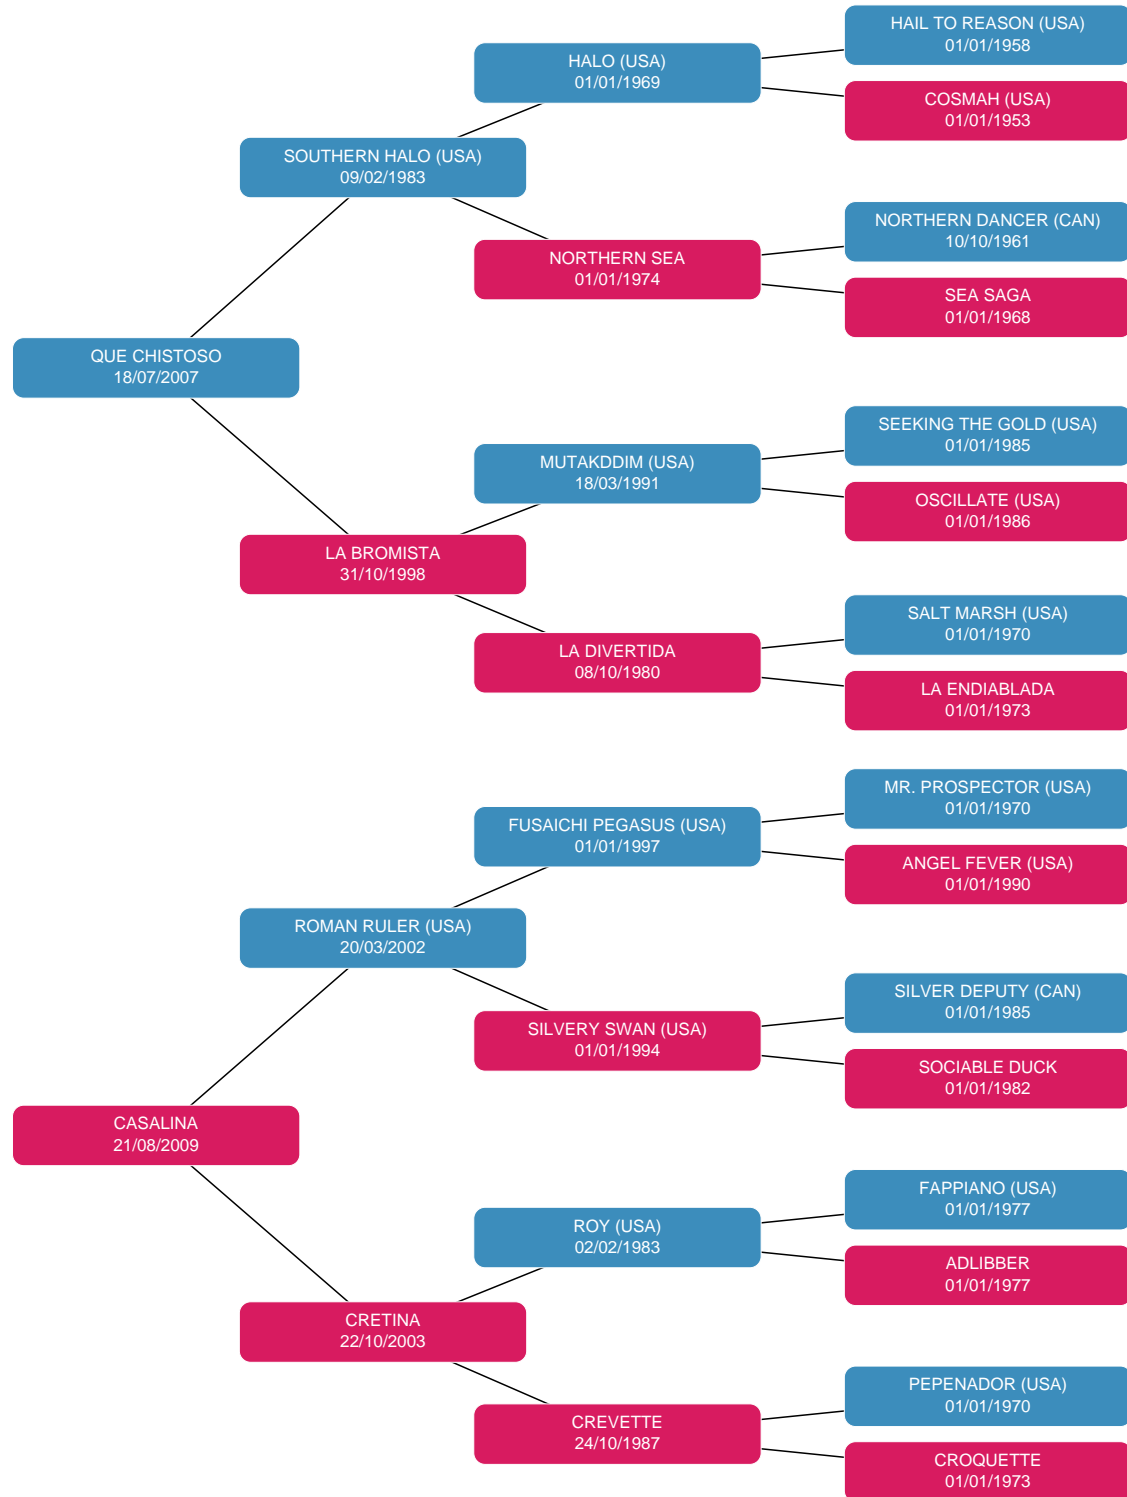 HAIL TO REASON (USA)
01/01/1958
HALO (USA)
01/01/1969
COSMAH (USA)
01/01/1953
SOUTHERN HALO (USA)
09/02/1983
NORTHERN DANCER (CAN)
10/10/1961
NORTHERN SEA
01/01/1974
SEA SAGA
01/01/1968
QUE CHISTOSO
18/07/2007
SEEKING THE GOLD (USA)
01/01/1985
MUTAKDDIM (USA)
18/03/1991
OSCILLATE (USA)
01/01/1986
LA BROMISTA
31/10/1998
SALT MARSH (USA)
01/01/1970
LA DIVERTIDA
08/10/1980
LA ENDIABLADA
01/01/1973
MR. PROSPECTOR (USA)
01/01/1970
FUSAICHI PEGASUS (USA)
01/01/1997
ANGEL FEVER (USA)
01/01/1990
ROMAN RULER (USA)
20/03/2002
SILVER DEPUTY (CAN)
01/01/1985
SILVERY SWAN (USA)
01/01/1994
SOCIABLE DUCK
01/01/1982
CASALINA
21/08/2009
FAPPIANO (USA)
01/01/1977
ROY (USA)
02/02/1983
ADLIBBER
01/01/1977
CRETINA
22/10/2003
PEPENADOR (USA)
01/01/1970
CREVETTE
24/10/1987
CROQUETTE
01/01/1973